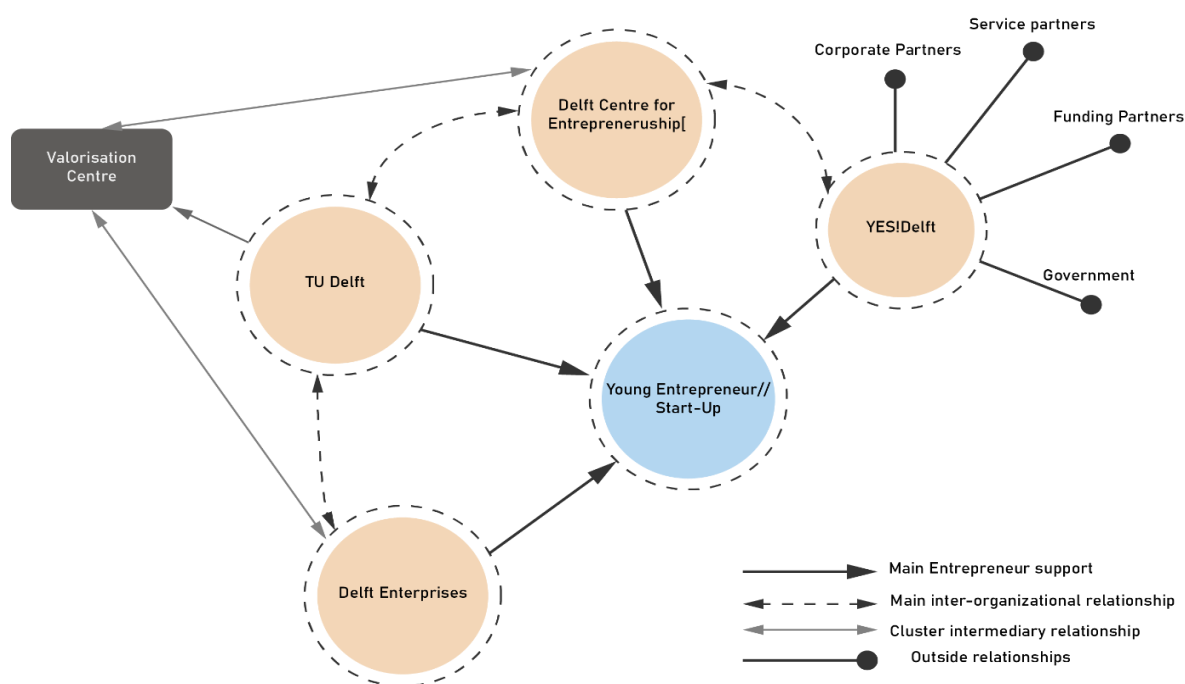 Service partners
Corporate Partners
Delft Centre for
Entrepreneruship[
Funding Partners
Valorisation
Centre
YES!Delft
TU Delft
Government
Young Entrepreneur//
Start-Up
Delft Enterprises
Main Entrepreneur support
Main inter-organizational relationship
Cluster intermediary relationship
Outside relationships